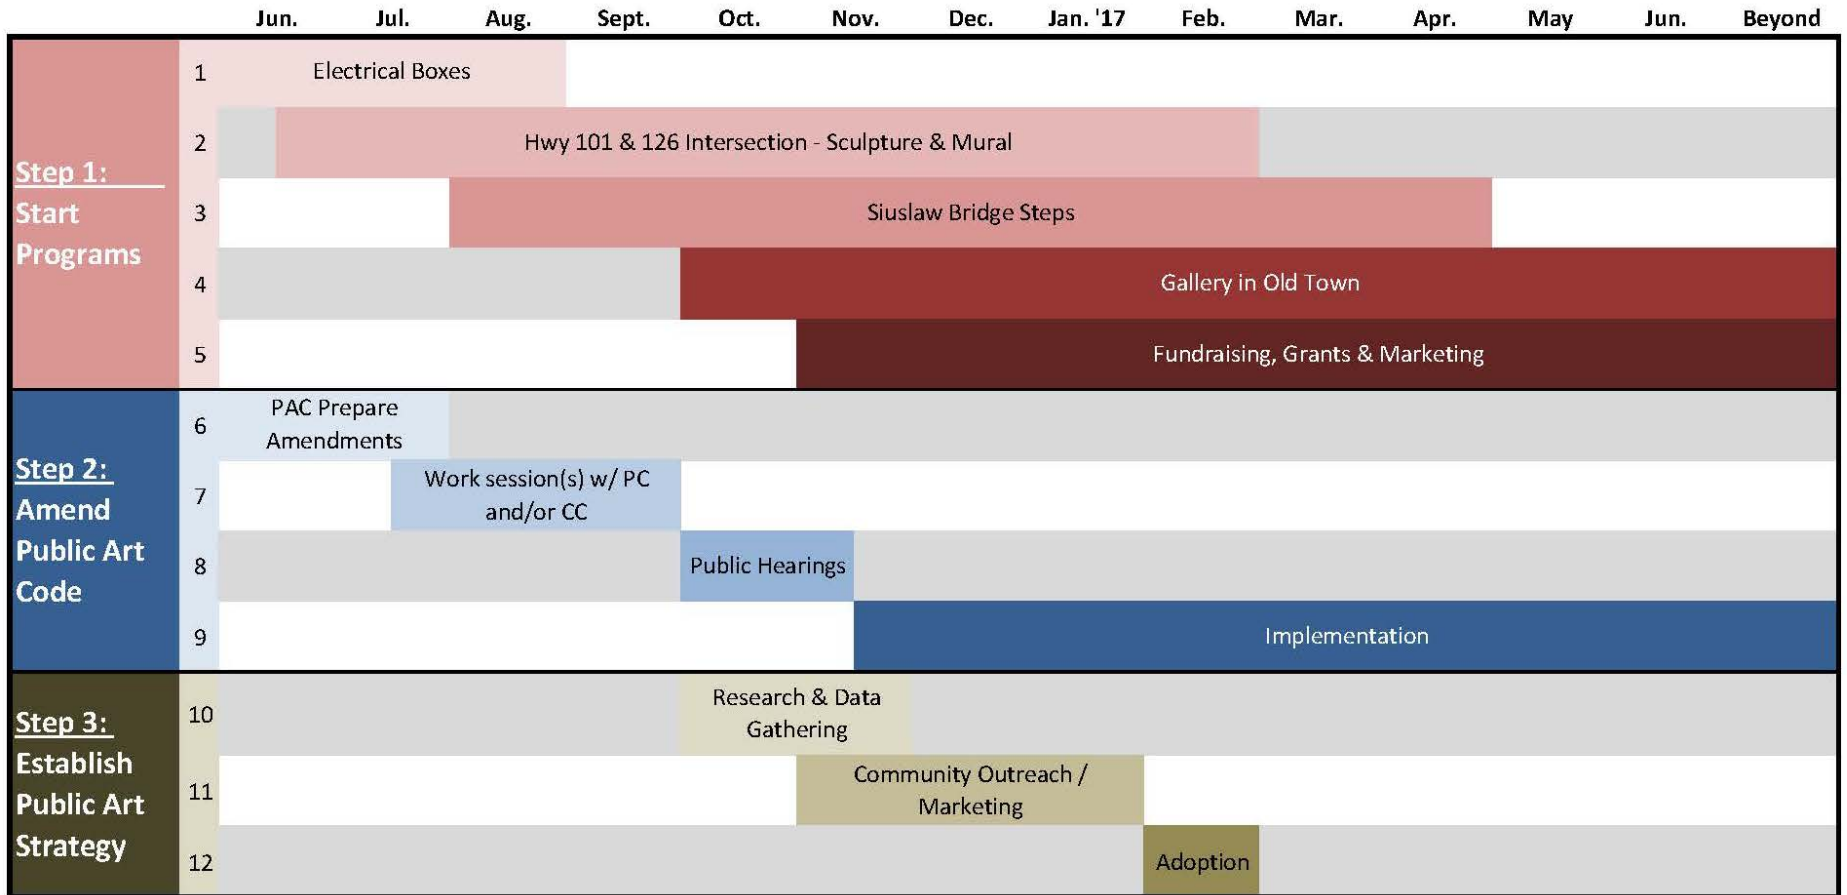 Jun. Jul. Aug. Sept. Oct. Nov. Dec. Jan. '17 Feb. Mar. Apr. May Jun. Beyond
Step 1:
Start
Programs
1 Electrical Boxes
2 Hwy 101 & 126 Intersection - Sculpture & Mural
3 Siuslaw Bridge Steps
4 Gallery in Old Town
5 Fundraising, Grants & Marketing
Step 2:
Amend
Public Art
Code
6 PAC Prepare
Amendments
7 Work session(s) w/ PC
and/or CC
8 Public Hearings
9 Implementation
Step 3:
Establish
Public Art
Strategy
10 Research & Data
Gathering
11 Community Outreach /
Marketing
12 Adoption